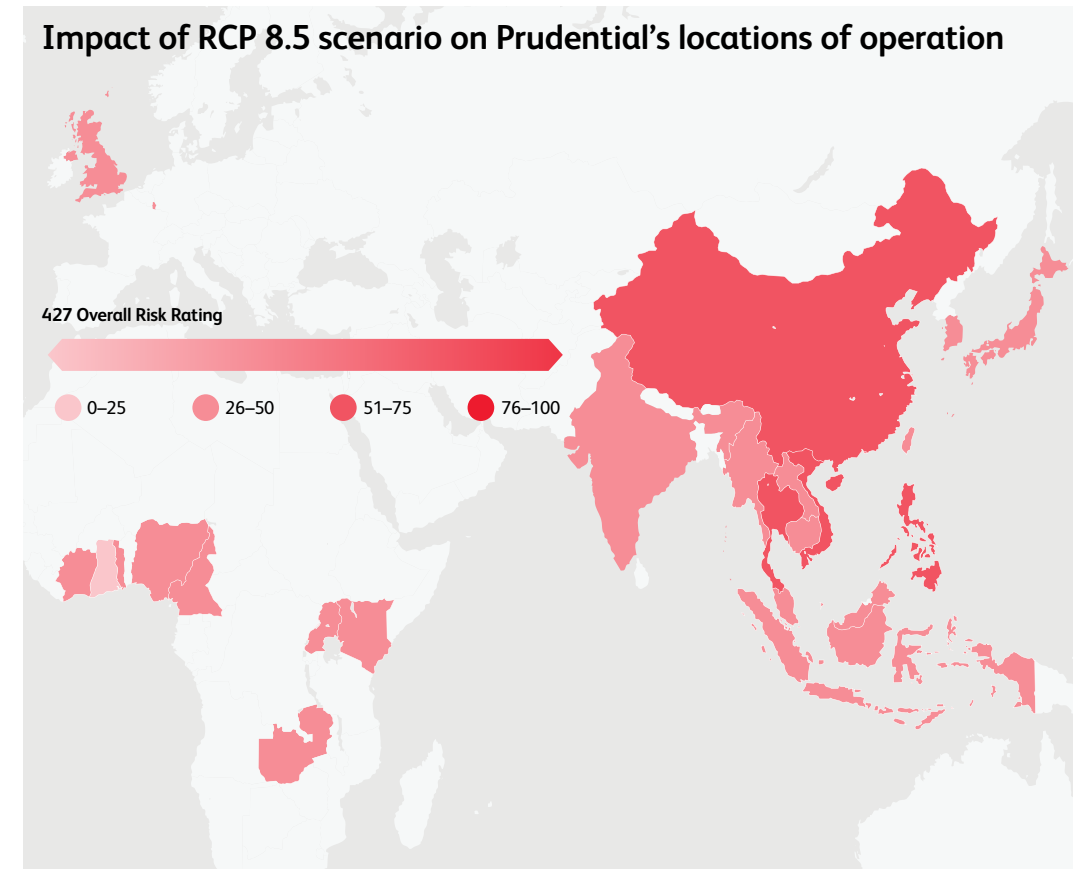 Impact of RCP 8.5 scenario on Prudential's locations of operation
427 Overall Risk Rating
0–25
26–50
51–75
76–100